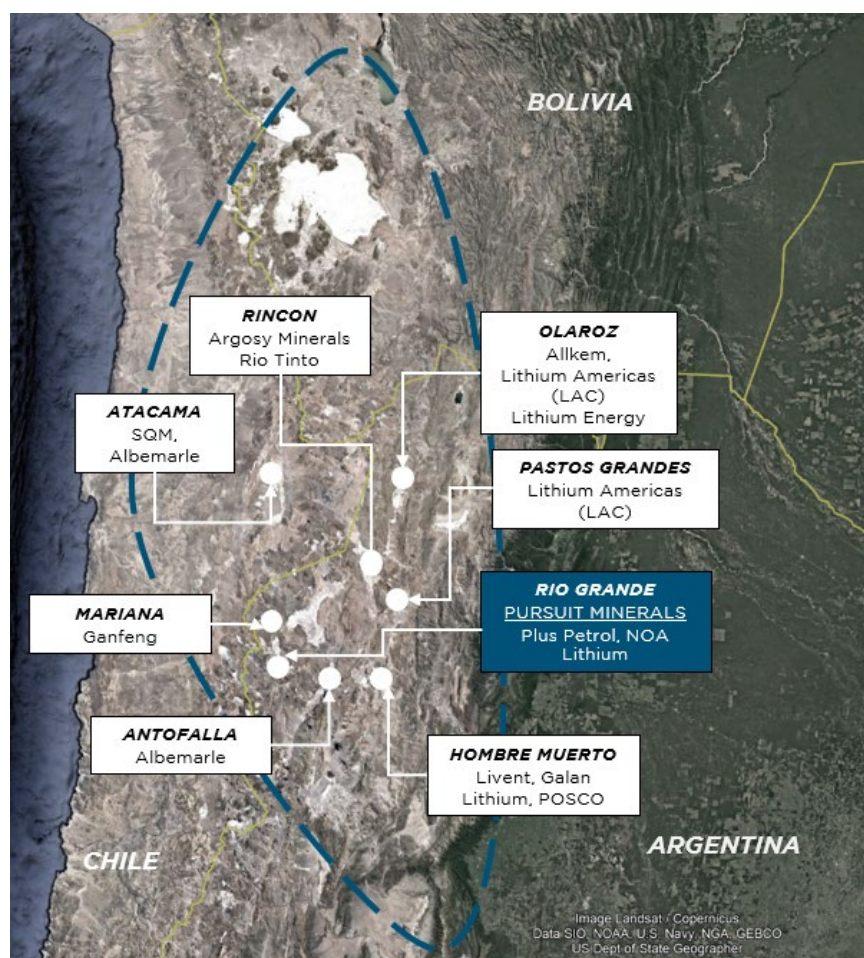 BOLIVIA
RINCON
Argosy Minerals
Rio Tinto
OLAROZ
Allkem,
Lithium Americas
(LAC)
Lithium Energy
ATACAMA
SQM,
Albemarle
PASTOS GRANDES
Lithium Americas
(LAC)
RIO GRANDE
PURSUIT MINERALS
Plus Petrol, NOA
Lithium
MARIANA
Ganfeng
ANTOFALLA
Albemarle
HOMBRE MUERTO
Livent, Galan
Lithium, POSCO
CHILE
ARGENTINA
Image Landsat / Copernicus
Data SIO, NOAA, U.S. Navy, NGA, GEBCO
US Dept of State Geographer